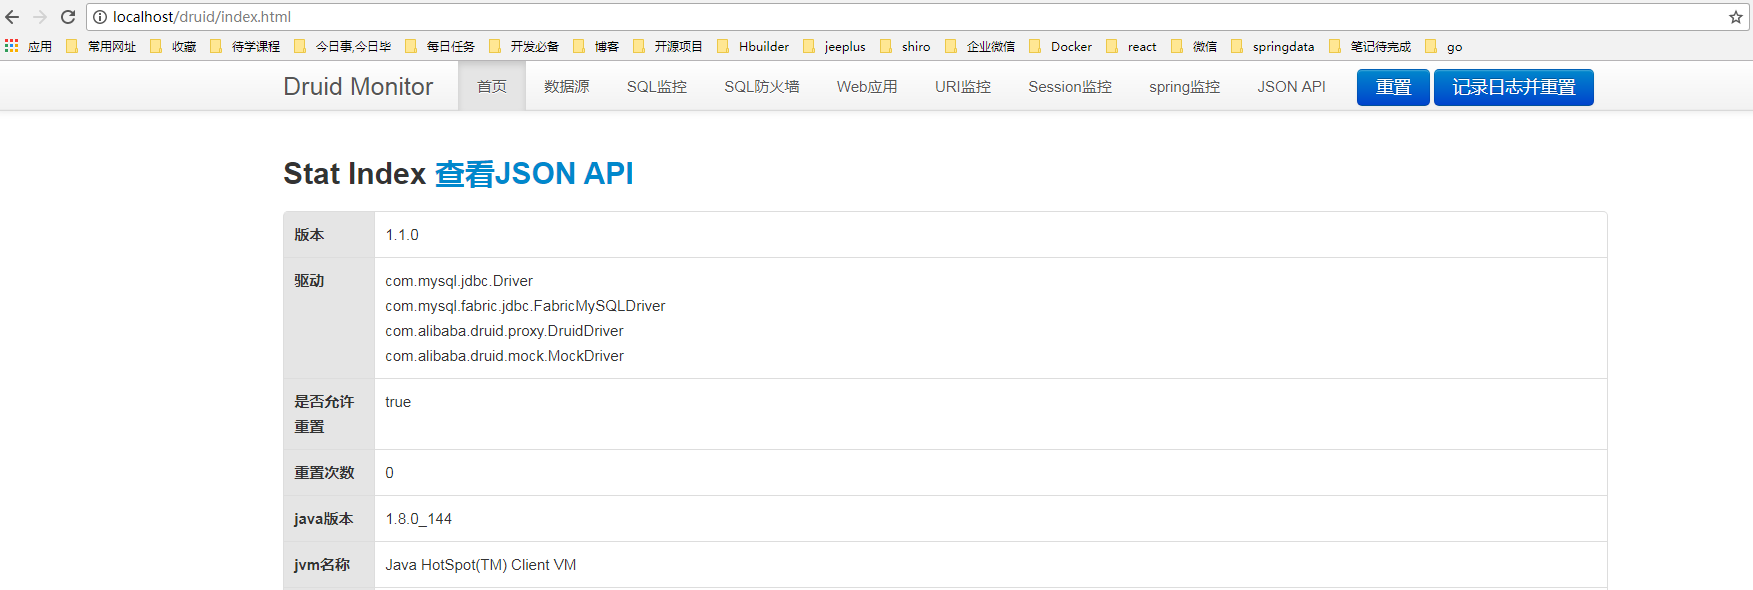 localhost/druid/index.html
应用 常用网址 收藏 待学课程 今日事,今日毕 每日任务 开发必备 博客 开源项目 Hbuilder jeeplus shiro 企业微信 Docker react 微信 springdata 笔记待完成 go
Druid Monitor 首页 数据源 SQL监控 SQL防火墙 Web应用 URI监控 Session监控 spring监控 JSON API 重置 记录日志并重置
Stat Index 查看JSON API
版本 1.1.0
驱动 com.mysql.jdbc.Driver
com.mysql.fabric.jdbc.FabricMySQLDriver
com.alibaba.druid.proxy.DruidDriver
com.alibaba.druid.mock.MockDriver
是否允许 true
重置
重置次数 0
java版本 1.8.0_144
jvm名称 Java HotSpot(TM) Client VM